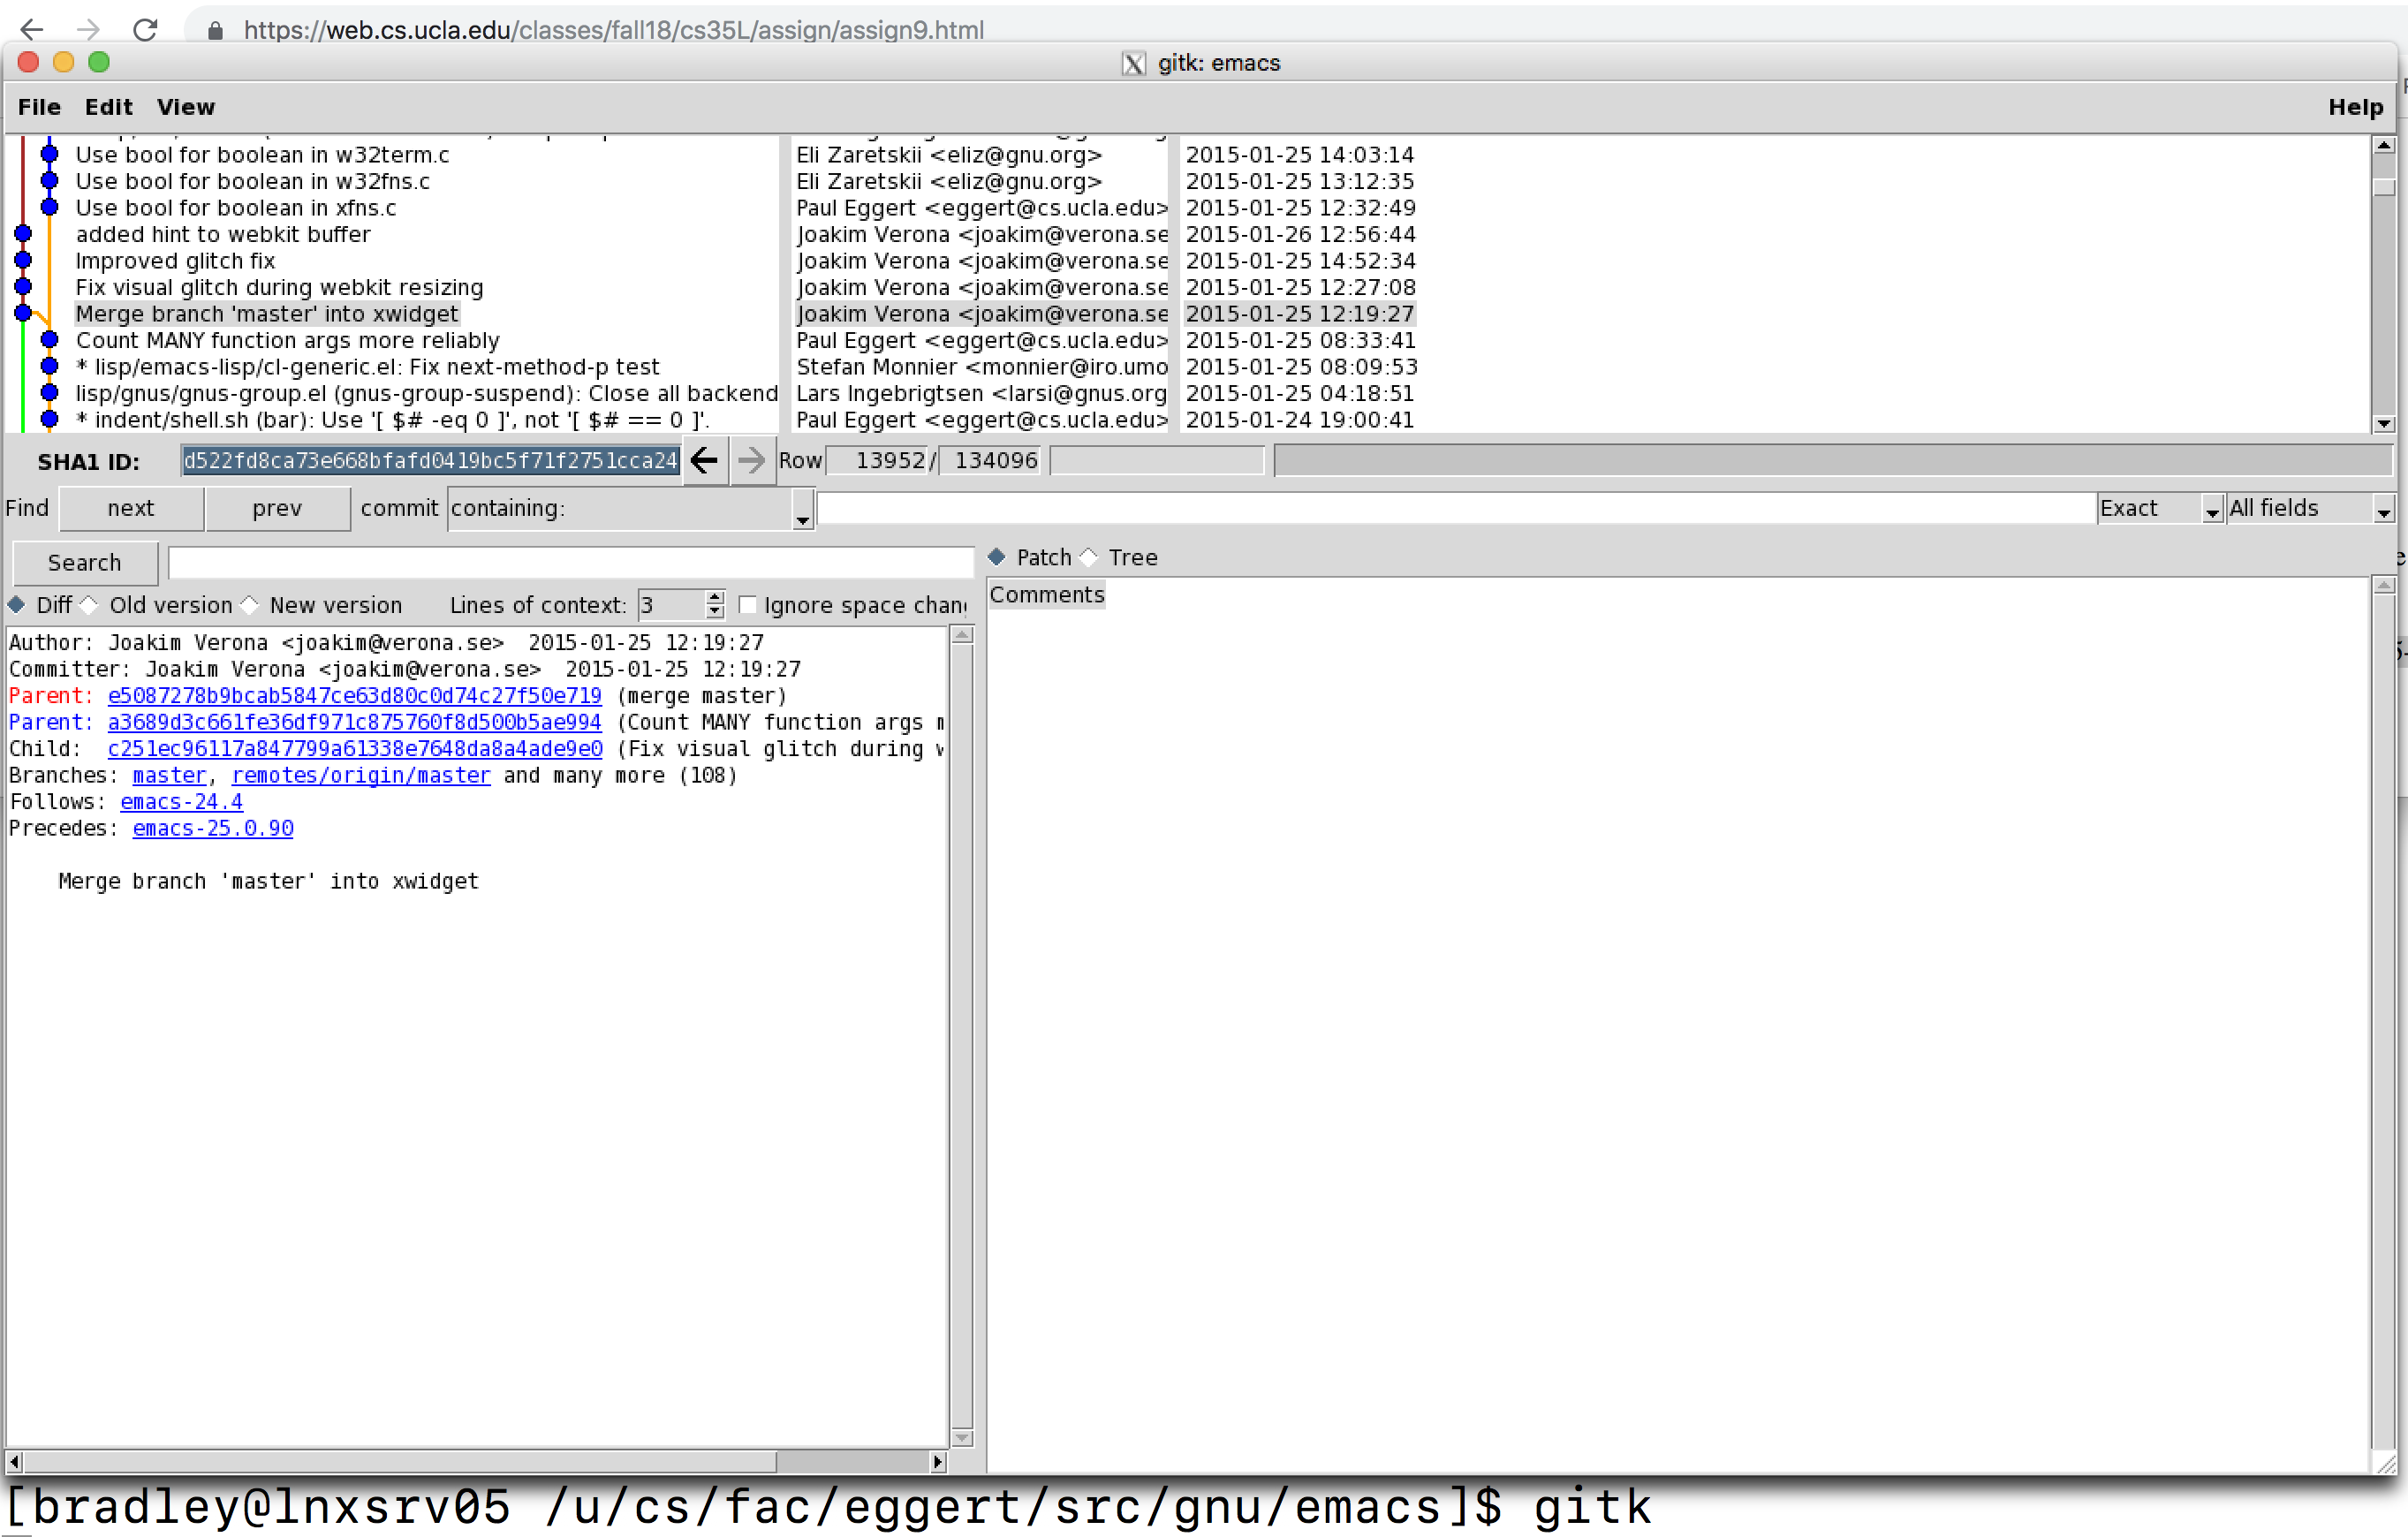 https://web.cs.ucla.edu/classes/fall18/cs35L/assign/assign9.html
gitk: emacs
File Edit View Help
Use bool for boolean in w32term.c Eli Zaretskii <eliz@gnu.org> 2015-01-25 14:03:14
Use bool for boolean in w32fns.c Eli Zaretskii <eliz@gnu.org> 2015-01-25 13:12:35
Use bool for boolean in xfns.c Paul Eggert <eggert@cs.ucla.edu> 2015-01-25 12:32:49
added hint to webkit buffer Joakim Verona <joakim@verona.se 2015-01-26 12:56:44
Improved glitch fix Joakim Verona <joakim@verona.se 2015-01-25 14:52:34
Fix visual glitch during webkit resizing Joakim Verona <joakim@verona.se 2015-01-25 12:27:08
Merge branch 'master' into xwidget Joakim Verona <joakim@verona.se 2015-01-25 12:19:27
Count MANY function args more reliably Paul Eggert <eggert@cs.ucla.edu> 2015-01-25 08:33:41
* lisp/emacs-lisp/cl-generic.el: Fix next-method-p test Stefan Monnier <monnier@iro.umo 2015-01-25 08:09:53
lisp/gnus/gnus-group.el (gnus-group-suspend): Close all backend Lars Ingebrigtsen <larsi@gnus.org 2015-01-25 04:18:51
* indent/shell.sh (bar): Use '[ $# -eq 0 ]', not '[ $# == 0 ]'. Paul Eggert <eggert@cs.ucla.edu> 2015-01-24 19:00:41
SHA1 ID: d522fd8ca73e668bfafd0419bc5f71f2751cca24 Row 13952 / 134096
Find next prev commit containing: Exact All fields
Search
Patch Tree
Diff Old version New version Lines of context: 3 Ignore space chan
Comments
Author: Joakim Verona <joakim@verona.se> 2015-01-25 12:19:27
Committer: Joakim Verona <joakim@verona.se> 2015-01-25 12:19:27
Parent: e5087278b9bcab5847ce63d80c0d74c27f50e719 (merge master)
Parent: a3689d3c661fe36df971c875760f8d500b5ae994 (Count MANY function args m
Child: c251ec96117a847799a61338e7648da8a4ade9e0 (Fix visual glitch during w
Branches: master, remotes/origin/master and many more (108)
Follows: emacs-24.4
Precedes: emacs-25.0.90
Merge branch 'master' into xwidget
[bradley@lnxsrv05 /u/cs/fac/eggert/src/gnu/emacs]$ gitk